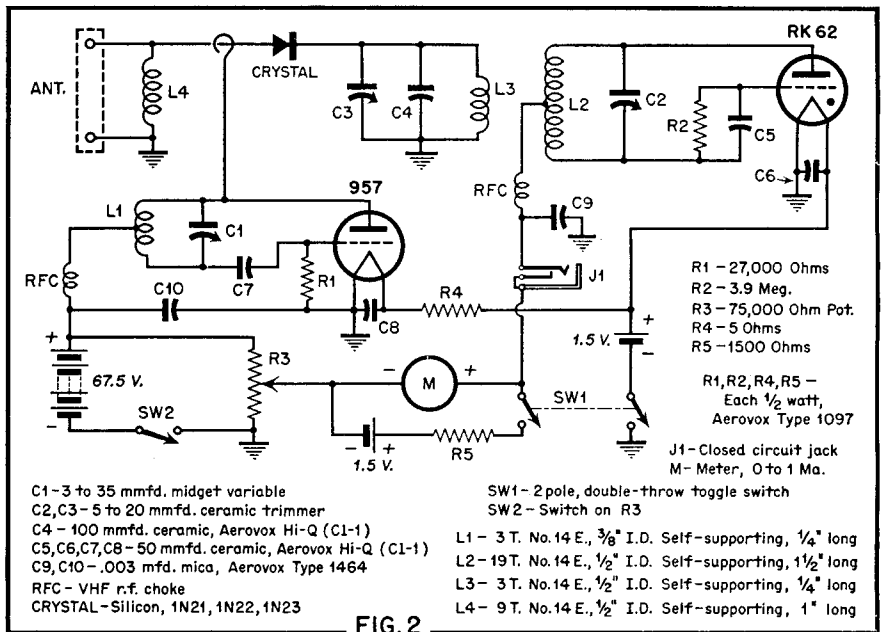 RK 62
ANT.
L4
CRYSTAL
C3
C4
L3
L2
C2
R2
C5
C6
RFC
C9
957
L1
C1
C7
R1
RFC
C10
C8
R4
J1
+
67.5 V.
-
R3
SW2
- M +
SW1
- 1.5 V.
R5
+
1.5 V.
-
R1 - 27,000 Ohms
R2 - 3.9 Meg.
R3 - 75,000 Ohm Pot.
R4 - 5 Ohms
R5 - 1500 Ohms
R1, R2, R4, R5 -
Each 1/2 watt,
Aerovox Type 1097
J1 - Closed circuit jack
M - Meter, 0 to 1 Ma.
C1 - 3 to 35 mmfd. midget variable
C2, C3 - 5 to 20 mmfd. ceramic trimmer
C4 - 100 mmfd. ceramic, Aerovox Hi-Q (C1-1)
C5, C6, C7, C8 - 50 mmfd. ceramic, Aerovox Hi-Q (C1-1)
C9, C10 - .003 mfd. mica, Aerovox Type 1464
RFC - VHF r.f. choke
CRYSTAL - Silicon, 1N21, 1N22, 1N23
SW1 - 2 pole, double-throw toggle switch
SW2 - Switch on R3
L1 - 3 T. No. 14 E., 3/8" I.D. Self-supporting, 1/4" long
L2 - 19 T. No. 14 E., 1/2" I.D. Self-supporting, 1 1/2" long
L3 - 3 T. No. 14 E., 1/2" I.D. Self-supporting, 1/4" long
L4 - 9 T. No. 14 E., 1/2" I.D. Self-supporting, 1" long
FIG. 2